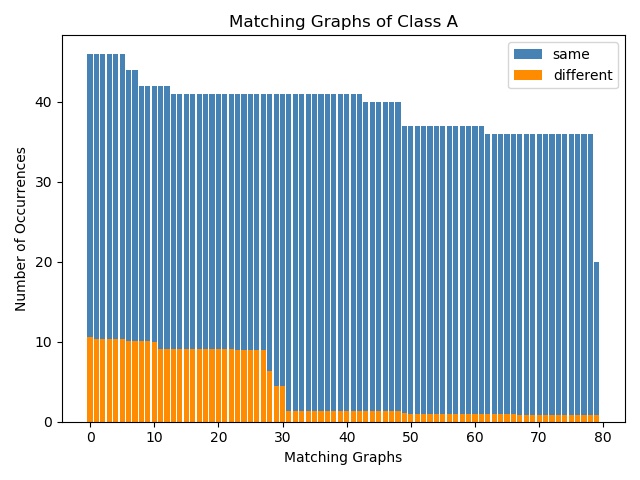 Matching Graphs of Class A
same
different
Number of Occurrences
40
30
20
10
0
0 10 20 30 40 50 60 70 80
Matching Graphs